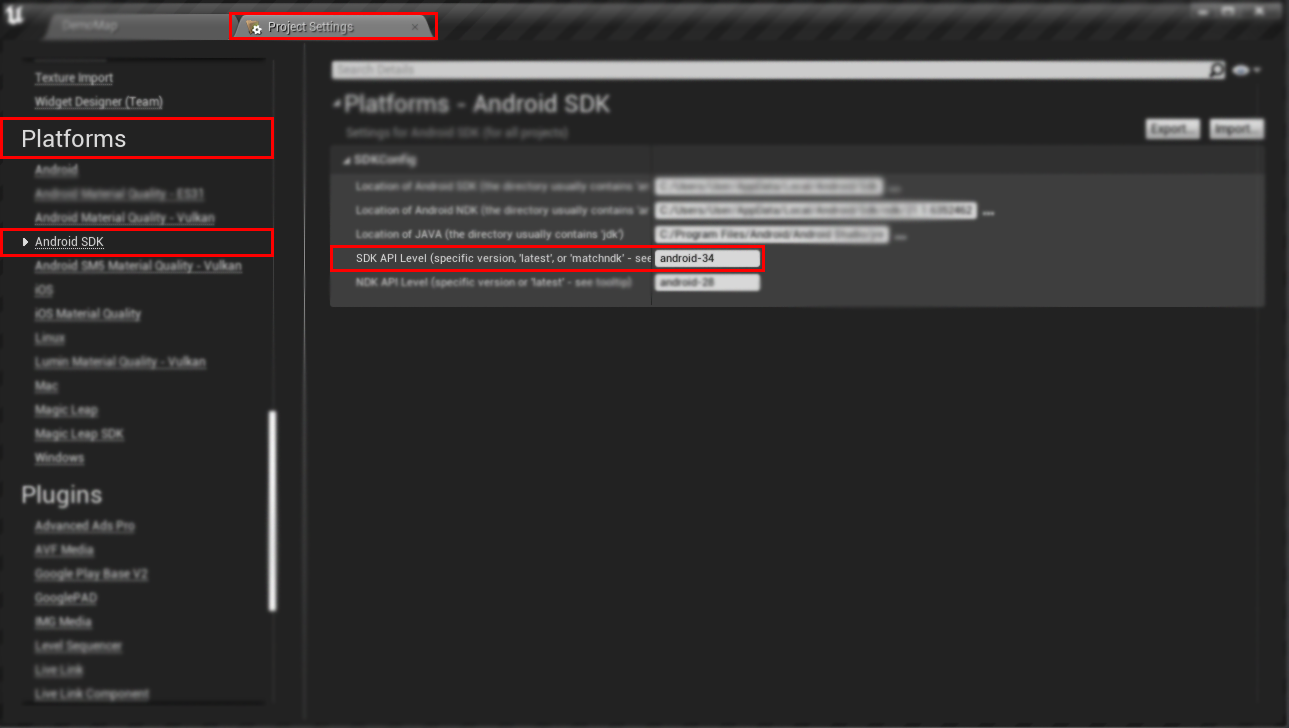 DemoMap
Project Settings
Texture Import
Widget Designer (Team)
Platforms
Android
Android Material Quality - ES31
Android Material Quality - Vulkan
Android SDK
Android SM5 Material Quality - Vulkan
iOS
iOS Material Quality
Linux
Lumin Material Quality - Vulkan
Mac
Magic Leap
Magic Leap SDK
Windows
Plugins
Advanced Ads Pro
AVF Media
Google Play Base V2
GooglePAD
IMG Media
Level Sequencer
Live Link
Live Link Component
Search Details
Platforms - Android SDK
Settings for Android SDK (for all projects)
Export...
Import...
SDKConfig
Location of Android SDK (the directory usually contains 'ar
C:/Users/User/AppData/Local/Android/Sdk
...
Location of Android NDK (the directory usually contains 'ar
C:/Users/User/AppData/Local/Android/Sdk/ndk/21.1.6352462
...
Location of JAVA (the directory usually contains 'jdk')
C:/Program Files/Android/Android Studio/jre
...
SDK API Level (specific version, 'latest', or 'matchndk' - see
android-34
NDK API Level (specific version or 'latest' - see tooltip)
android-28